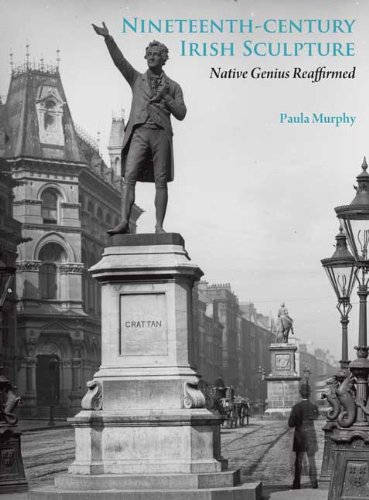 NINETEENTH-CENTURY
IRISH SCULPTURE
Native Genius Reaffirmed
Paula Murphy
GRATTAN